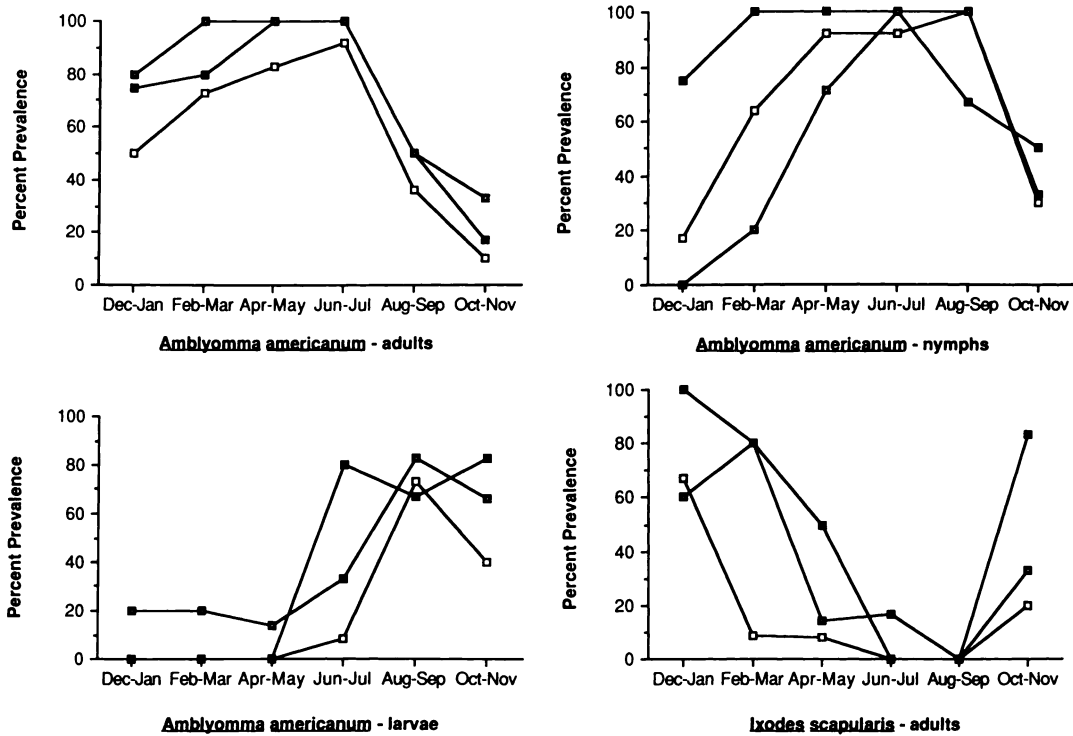 Percent Prevalence
100
80
60
40
20
0
Dec-Jan Feb-Mar Apr-May Jun-Jul Aug-Sep Oct-Nov
Amblyomma americanum - adults
Percent Prevalence
100
80
60
40
20
0
Dec-Jan Feb-Mar Apr-May Jun-Jul Aug-Sep Oct-Nov
Amblyomma americanum - nymphs
Percent Prevalence
100
80
60
40
20
0
Dec-Jan Feb-Mar Apr-May Jun-Jul Aug-Sep Oct-Nov
Amblyomma americanum - larvae
Percent Prevalence
100
80
60
40
20
0
Dec-Jan Feb-Mar Apr-May Jun-Jul Aug-Sep Oct-Nov
Ixodes scapularis - adults